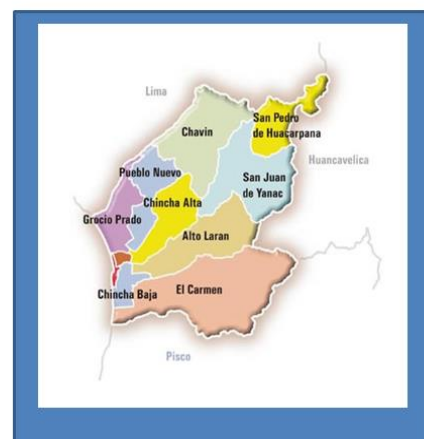 Lima
San Pedro
de Huacarpana
Chavin
Huancavelica
Pueblo Nuevo
San Juan
de Yanac
Chincha Alta
Grocio Prado
Alto Laran
Chincha Baja
El Carmen
Pisco